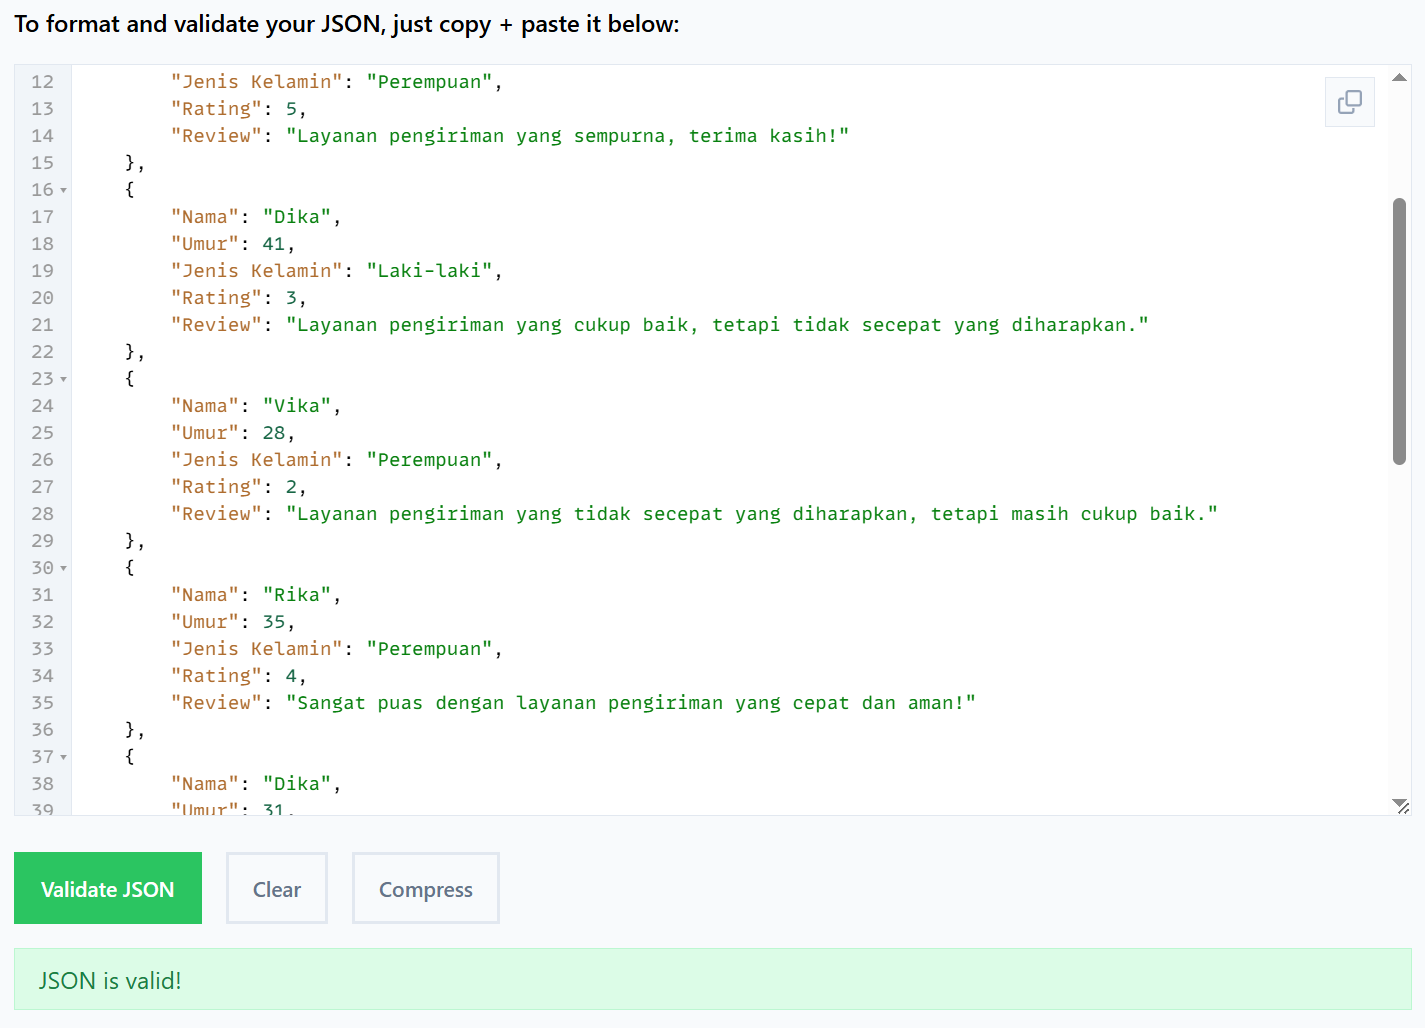 To format and validate your JSON, just copy + paste it below:
12 "Jenis Kelamin": "Perempuan",
13 "Rating": 5,
14 "Review": "Layanan pengiriman yang sempurna, terima kasih!"
15 },
16 {
17 "Nama": "Dika",
18 "Umur": 41,
19 "Jenis Kelamin": "Laki-laki",
20 "Rating": 3,
21 "Review": "Layanan pengiriman yang cukup baik, tetapi tidak secepat yang diharapkan."
22 },
23 {
24 "Nama": "Vika",
25 "Umur": 28,
26 "Jenis Kelamin": "Perempuan",
27 "Rating": 2,
28 "Review": "Layanan pengiriman yang tidak secepat yang diharapkan, tetapi masih cukup baik."
29 },
30 {
31 "Nama": "Rika",
32 "Umur": 35,
33 "Jenis Kelamin": "Perempuan",
34 "Rating": 4,
35 "Review": "Sangat puas dengan layanan pengiriman yang cepat dan aman!"
36 },
37 {
38 "Nama": "Dika",
39 "Umur": 31,
Validate JSON
Clear
Compress
JSON is valid!